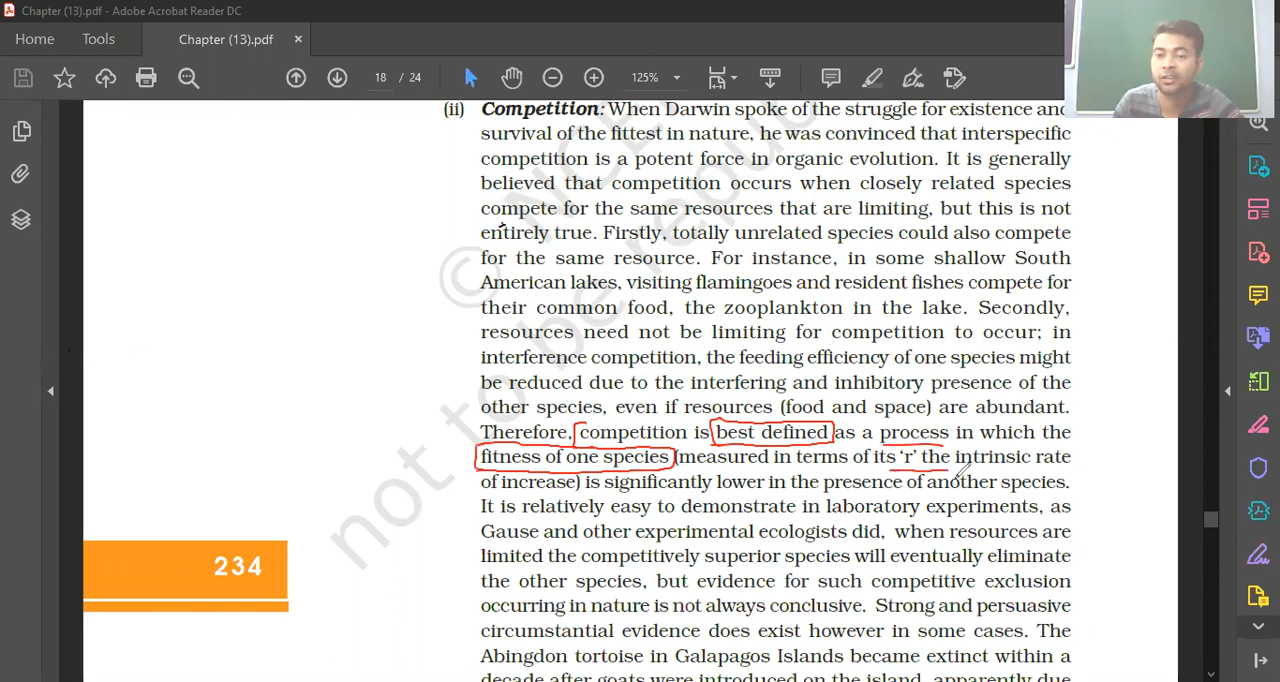 Chapter (13).pdf - Adobe Acrobat Reader DC
Home Tools Chapter (13).pdf ×
18 / 24 125%
(ii) Competition: When Darwin spoke of the struggle for existence and
survival of the fittest in nature, he was convinced that interspecific
competition is a potent force in organic evolution. It is generally
believed that competition occurs when closely related species
compete for the same resources that are limiting, but this is not
entirely true. Firstly, totally unrelated species could also compete
for the same resource. For instance, in some shallow South
American lakes, visiting flamingoes and resident fishes compete for
their common food, the zooplankton in the lake. Secondly,
resources need not be limiting for competition to occur; in
interference competition, the feeding efficiency of one species might
be reduced due to the interfering and inhibitory presence of the
other species, even if resources (food and space) are abundant.
Therefore, competition is best defined as a process in which the
fitness of one species (measured in terms of its ‘r’ the intrinsic rate
of increase) is significantly lower in the presence of another species.
It is relatively easy to demonstrate in laboratory experiments, as
Gause and other experimental ecologists did, when resources are
limited the competitively superior species will eventually eliminate
the other species, but evidence for such competitive exclusion
occurring in nature is not always conclusive. Strong and persuasive
circumstantial evidence does exist however in some cases. The
Abingdon tortoise in Galapagos Islands became extinct within a
decade after goats were introduced on the island, apparently due
234
© NCE
not to be repu